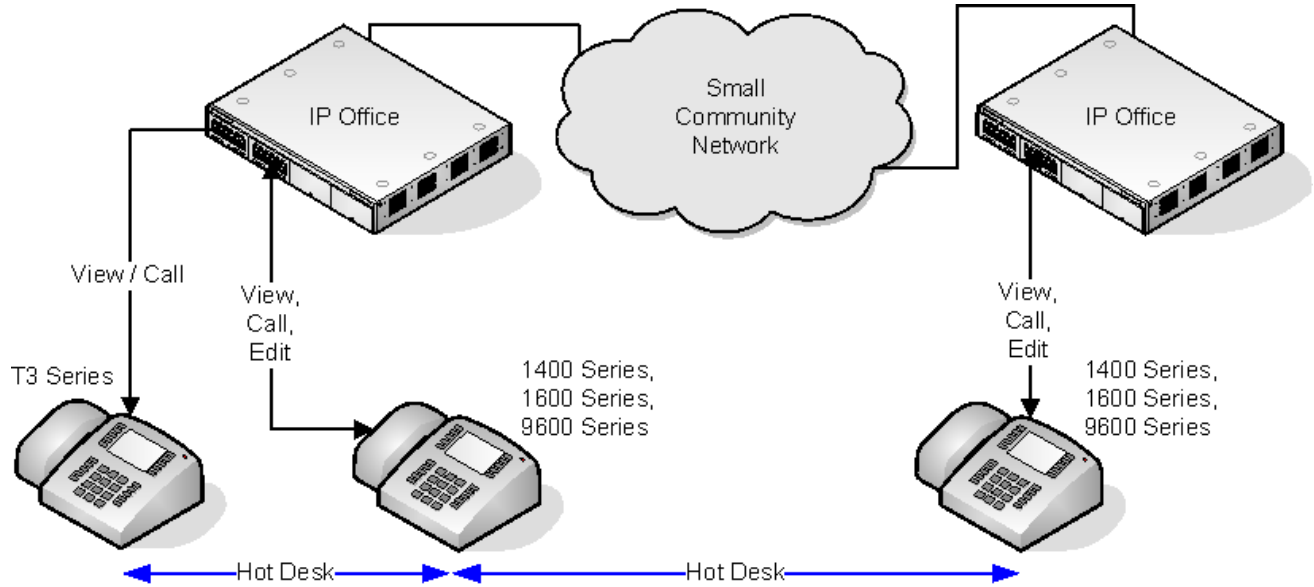 IP Office
Small
Community
Network
IP Office
View / Call
View,
Call,
Edit
View,
Call,
Edit
T3 Series
1400 Series,
1600 Series,
9600 Series
1400 Series,
1600 Series,
9600 Series
Hot Desk
Hot Desk